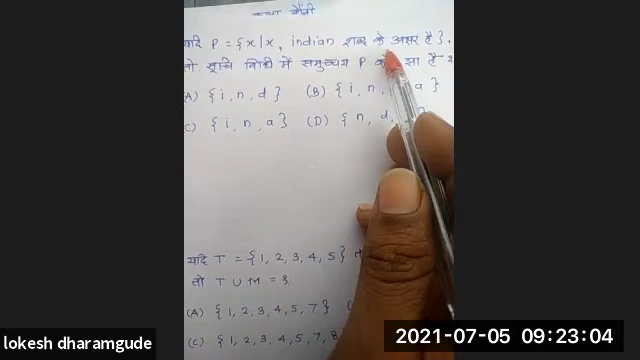 कक्षा नौंवी
यदि P = {x/x, indian शब्द के अक्षर है}.
तो सूचि विधी में समुच्चय P सा है ?
(A) {i, n, d} (B) {i, n, a}
(C) {i, n, a} (D) {n, d,
यदि T = {1, 2, 3, 4, 5}
तो T U M = ?
(A) {1, 2, 3, 4, 5, 7}
(C) {1, 2, 3, 4, 5, 7, 8
lokesh dharamgude
2021-07-05 09:23:04